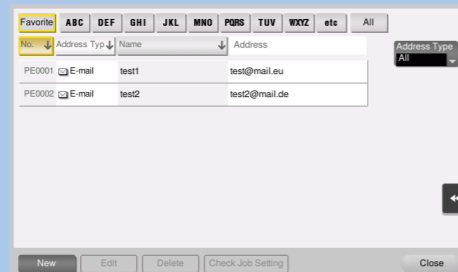 Favorite ABC DEF GHI JKL MNO PQRS TUV WXYZ etc All
No. Address Typ Name Address
Address Type
All
PE0001 E-mail test1 test@mail.eu
PE0002 E-mail test2 test2@mail.de
New Edit Delete Check Job Setting Close